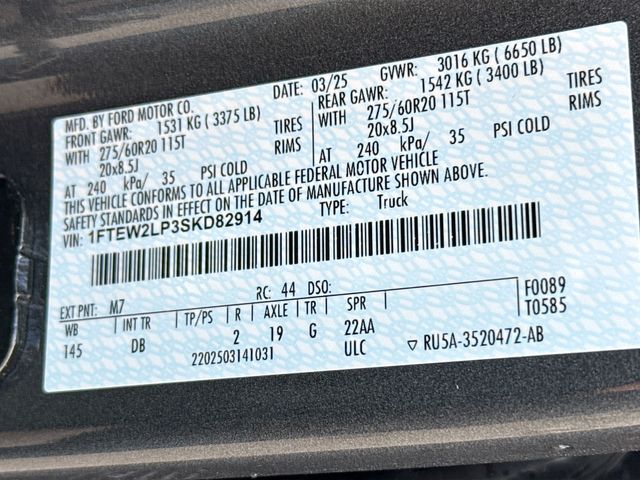 MFD. BY FORD MOTOR CO.
DATE: 03/25 GVWR: 3016 KG ( 6650 LB)
FRONT GAWR: 1531 KG ( 3375 LB)
REAR GAWR: 1542 KG ( 3400 LB)
WITH 275/60R20 115T TIRES
WITH 275/60R20 115T TIRES
20x8.5J RIMS
20x8.5J RIMS
AT 240 kPa/ 35 PSI COLD
AT 240 kPa/ 35 PSI COLD
THIS VEHICLE CONFORMS TO ALL APPLICABLE FEDERAL MOTOR VEHICLE
SAFETY STANDARDS IN EFFECT ON THE DATE OF MANUFACTURE SHOWN ABOVE.
VIN: 1FTEW2LP3SKD82914 TYPE: Truck
EXT PNT: M7 RC: 44 DSO: F0089
WB INT TR TP/PS R AXLE TR SPR T0585
145 DB 2 19 G 22AA
2202503141031 ULC ▽ RU5A-3520472-AB